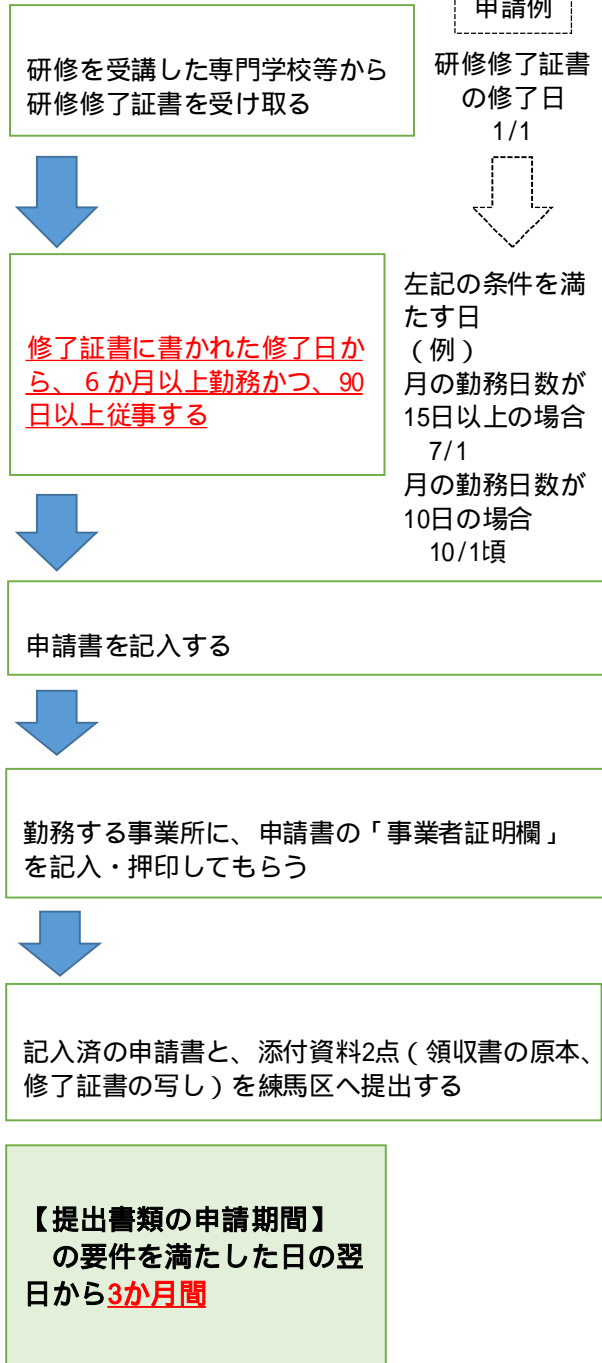 申請例
研修を受講した専門学校等から
研修修了証書を受け取る
研修修了証書
の修了日
1/1
修了証書に書かれた修了日か
ら、６か月以上勤務かつ、90
日以上従事する
左記の条件を満
たす日
（例）
月の勤務日数が
15日以上の場合
7/1
月の勤務日数が
10日の場合
10/1頃
申請書を記入する
勤務する事業所に、申請書の「事業者証明欄」
を記入・押印してもらう
記入済の申請書と、添付資料2点（領収書の原本、
修了証書の写し）を練馬区へ提出する
【提出書類の申請期間】
の要件を満たした日の翌
日から3か月間